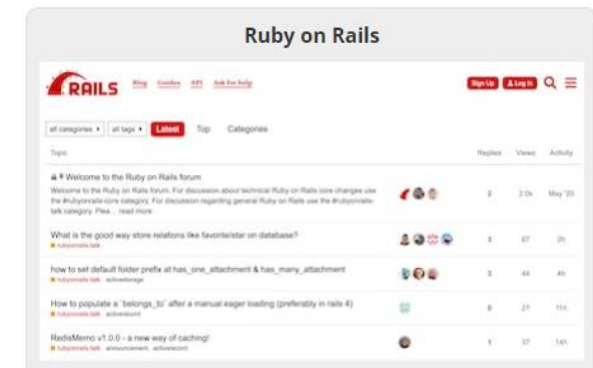 Ruby on Rails
RAILS Blog Guides API Ask for help Sign Up Log In
all categories all tags Latest Top Categories
Topic Replies Views Activity
Welcome to the Ruby on Rails forum
Welcome to the Ruby on Rails forum. For discussion about technical Ruby on Rails core changes use
the #rubyonrails-core category. For discussion regarding general Ruby on Rails use the #rubyonrails-
talk category. Plea... read more
2 2.0k May '20
What is the good way store relations like favorite/star on database?
rubyonrails-talk
3 67 2h
how to set default folder prefix at has_one_attachment & has_many_attachment
rubyonrails-talk activestorage
44 4h
How to populate a `belongs_to` after a manual eager loading (preferably in rails 4)
rubyonrails-talk activerecord
0 27 11h
RedisMemo v1.0.0 - a new way of caching!
rubyonrails-talk announcement activerecord
1 37 14h